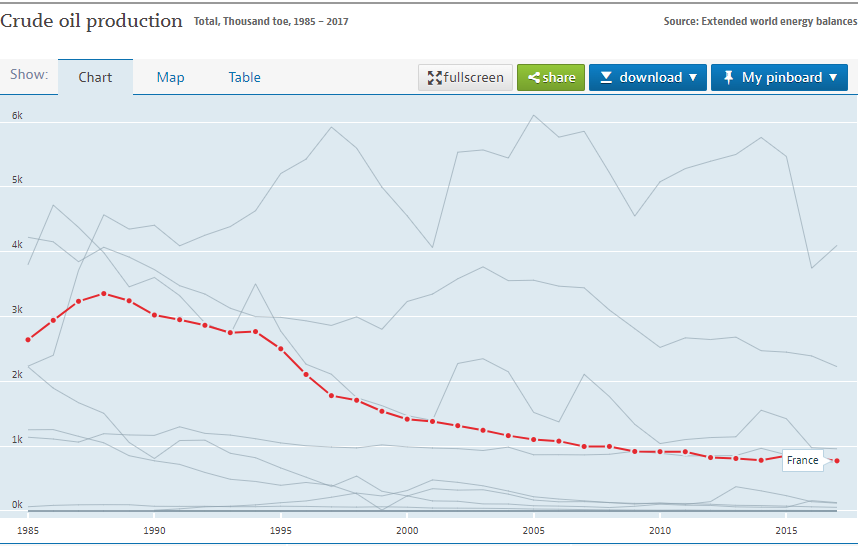 Crude oil production Total, Thousand toe, 1985 – 2017 Source: Extended world energy balances
Show: Chart Map Table fullscreen share download ▼ My pinboard ▼
6k
5k
4k
3k
2k
1k
France
0k
1985 1990 1995 2000 2005 2010 2015